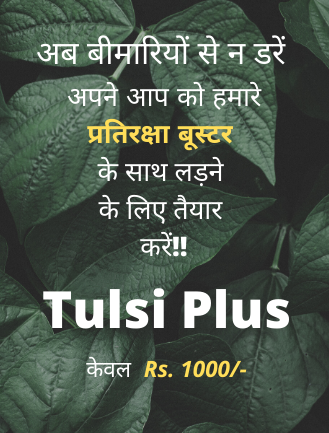 अब बीमारियों से न डरें
अपने आप को हमारे
प्रतिरक्षा बूस्टर
के साथ लड़ने
के लिए तैयार
करें!!
Tulsi Plus
केवल Rs. 1000/-